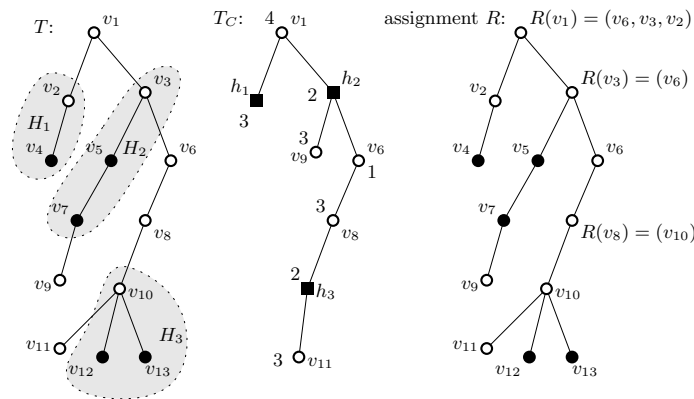 T:
v₁
v₂
v₃
H₁
v₄
v₅
H₂
v₆
v₇
v₈
v₉
v₁₀
v₁₁
H₃
v₁₂
v₁₃
T_C:
4
v₁
h₁
3
h₂
2
3
v₉
v₆
1
3
v₈
2
h₃
3
v₁₁
assignment R:
R(v₁) = (v₆, v₃, v₂)
v₂
R(v₃) = (v₆)
v₄
v₅
v₆
v₇
R(v₈) = (v₁₀)
v₉
v₁₀
v₁₁
v₁₂
v₁₃